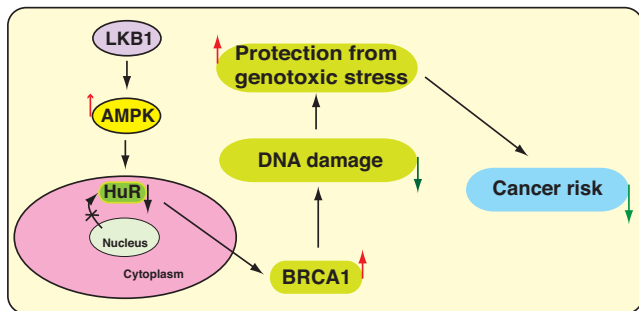 LKB1
AMPK
HuR
Nucleus
Cytoplasm
BRCA1
DNA damage
Protection from
genotoxic stress
Cancer risk